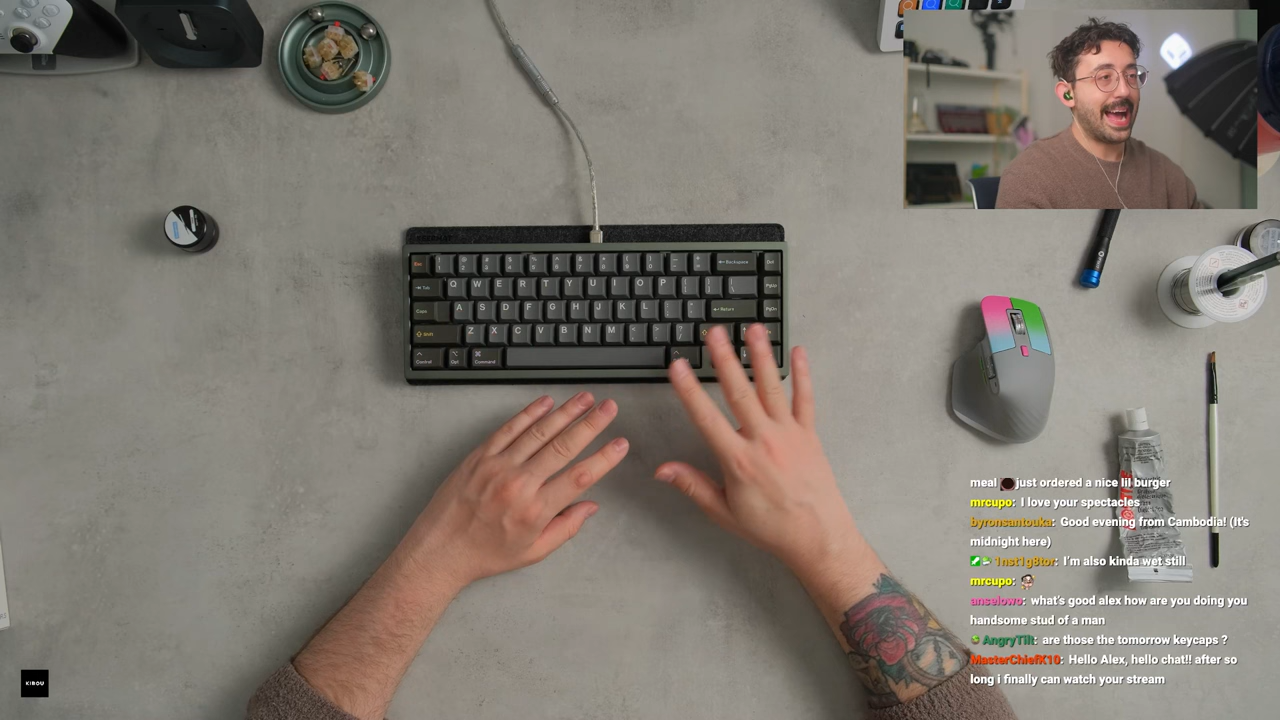 Esc
Backspace
Del
Tab
Q W E R T Y U I O P
PgUp
Caps
A S D F G H J K L
Return
PgDn
Shift
Z X C V B N M
Control
Opt
Command
meal just ordered a nice lil burger
mrcupo: I love your spectacles
byronsantouka: Good evening from Cambodia! (It's
midnight here)
1nst1g8tor: I'm also kinda wet still
mrcupo:
anselowo: what's good alex how are you doing you
handsome stud of a man
AngryTilt: are those the tomorrow keycaps ?
MasterChiefK10: Hello Alex, hello chat!! after so
long i finally can watch your stream